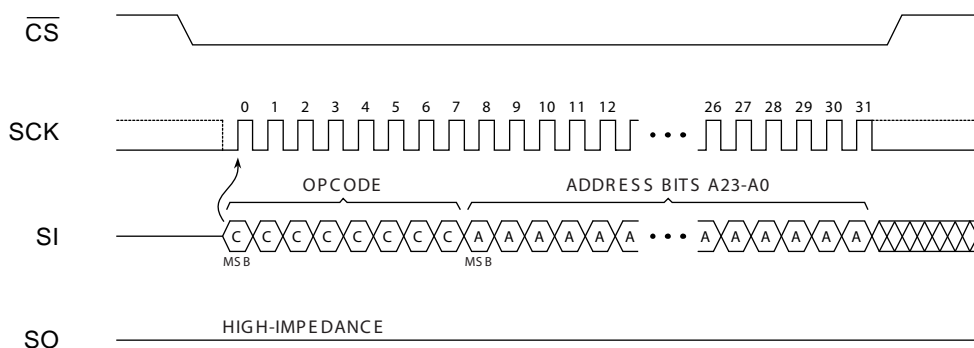 CS
0 1 2 3 4 5 6 7 8 9 10 11 12 26 27 28 29 30 31
SCK
OPCODE ADDRESS BITS A23-A0
SI C C C C C C C C A A A A A A A A A A A A
MSB MSB
HIGH-IMPEDANCE
SO